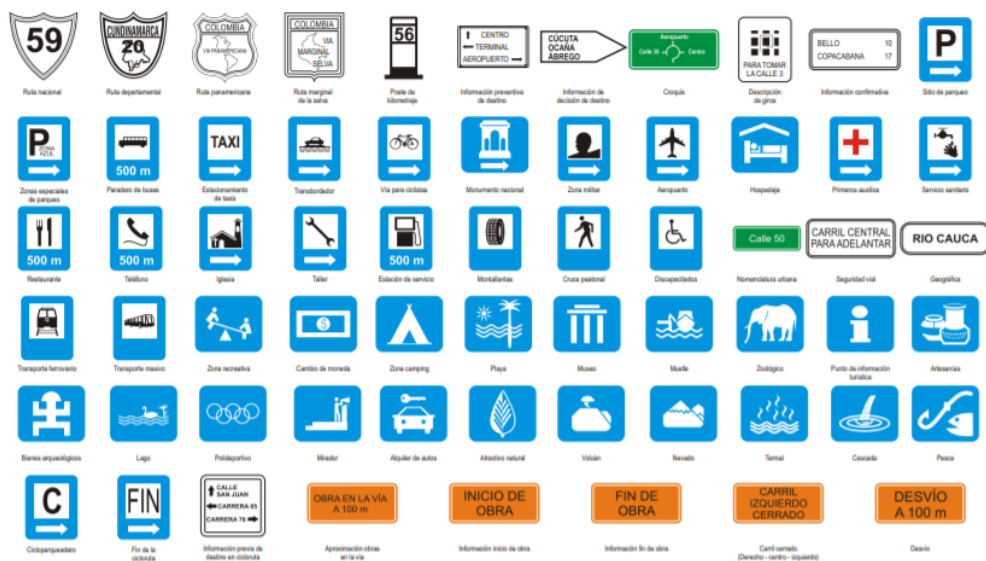 59
CUNDINAMARCA
20
COLOMBIA
VIA PANAMERICANA
COLOMBIA
VIA
MARGINAL
SELVA
56
CENTRO
TERMINAL
AEROPUERTO
CÚCUTA
OCAÑA
ÁBREGO
Aeropuerto
Calle 35
Centro
PARA TOMAR
LA CALLE 3
BELLO 10
COPACABANA 17
P
Ruta nacional
Ruta departamental
Ruta panamericana
Ruta marginal
de la selva
Poste de
kilometraje
Información preventiva
de destino
Información de
decisión de destino
Croquis
Descripción
de giros
Información confirmativa
Sitio de parqueo
P
ZONA
AZUL
500 m
TAXI
Zonas especiales
de parqueo
Paradero de buses
Estacionamiento
de taxis
Transbordador
Vía para ciclistas
Monumento nacional
Zona militar
Aeropuerto
Hospedaje
Primeros auxilios
Servicio sanitario
500 m
500 m
500 m
Calle 50
CARRIL CENTRAL
PARA ADELANTAR
RIO CAUCA
Restaurante
Teléfono
Iglesia
Taller
Estación de servicio
Montallantas
Cruce peatonal
Discapacitados
Nomenclatura urbana
Seguridad vial
Geográfica
$
Transporte ferroviario
Transporte masivo
Zona recreativa
Cambio de moneda
Zona camping
Playa
Museo
Muelle
Zoológico
Punto de información
turística
Artesanías
Bienes arqueológicos
Lago
Polideportivo
Mirador
Alquiler de autos
Atractivo natural
Volcán
Nevado
Termal
Cascada
Pesca
C
FIN
CALLE
SAN JUAN
CARRERA 65
CARRERA 76
OBRA EN LA VÍA
A 100 m
INICIO DE
OBRA
FIN DE
OBRA
CARRIL
IZQUIERDO
CERRADO
DESVÍO
A 100 m
Cicloparqueadero
Fin de la
cicloruta
Información previa de
destino en cicloruta
Aproximación obras
en la vía
Información inicio de obra
Información fin de obra
Carril cerrado
(Derecho - centro - izquierdo)
Desvío